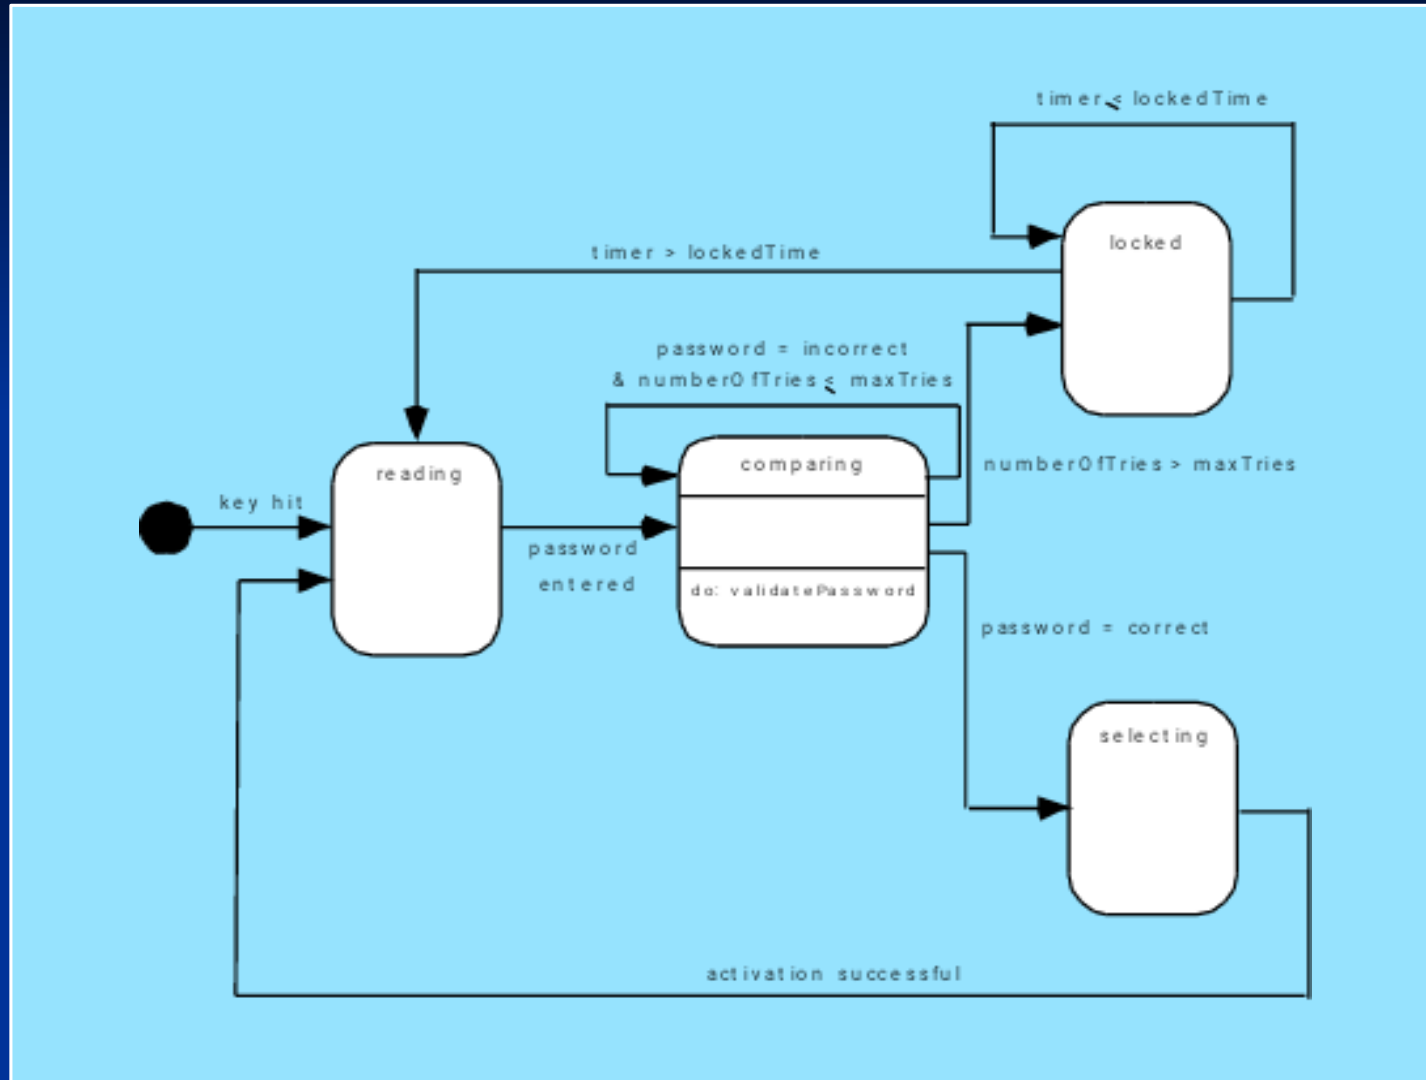 timer < lockedTime
locked
timer > lockedTime
password = incorrect
& numberOfTries < maxTries
reading
comparing
numberOfTries > maxTries
key hit
password
entered
do: validatePassword
password = correct
selecting
activation successful